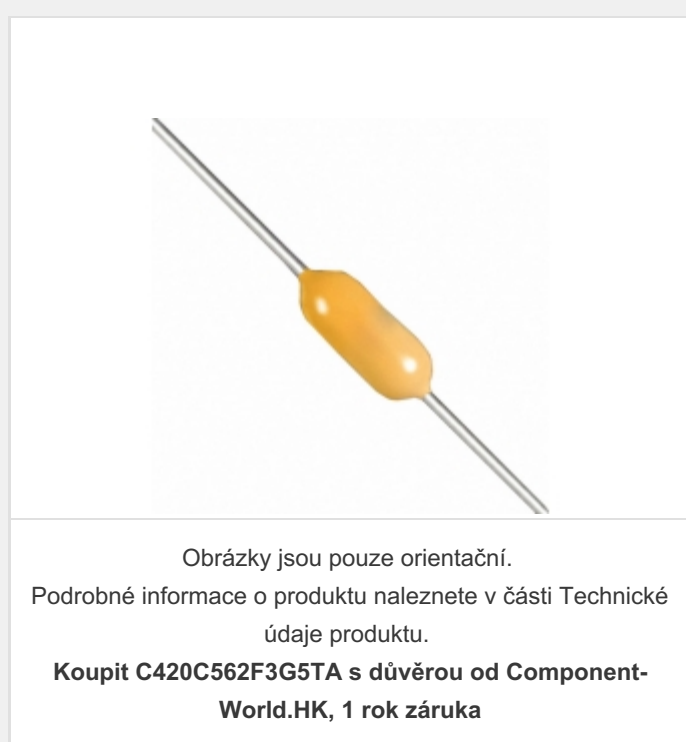 Obrázky jsou pouze orientační.
Podrobné informace o produktu naleznete v části Technické
údaje produktu.
Koupit C420C562F3G5TA s důvěrou od Component-
World.HK, 1 rok záruka